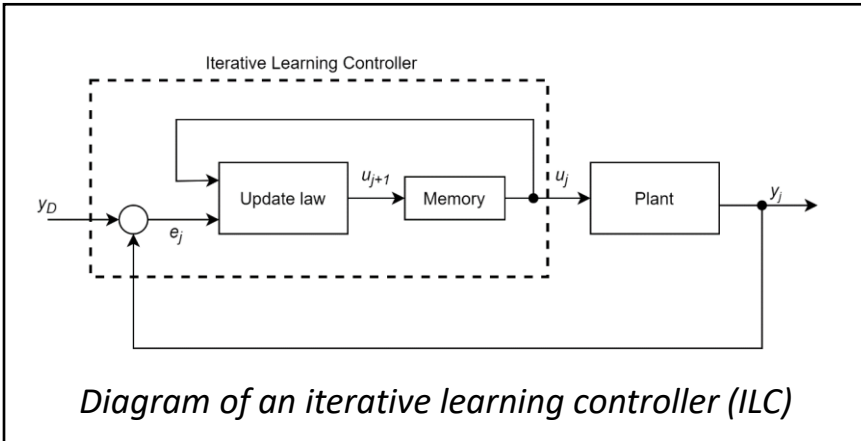 Iterative Learning Controller
y_D
e_j
Update law
u_{j+1}
Memory
u_j
Plant
y_j
Diagram of an iterative learning controller (ILC)